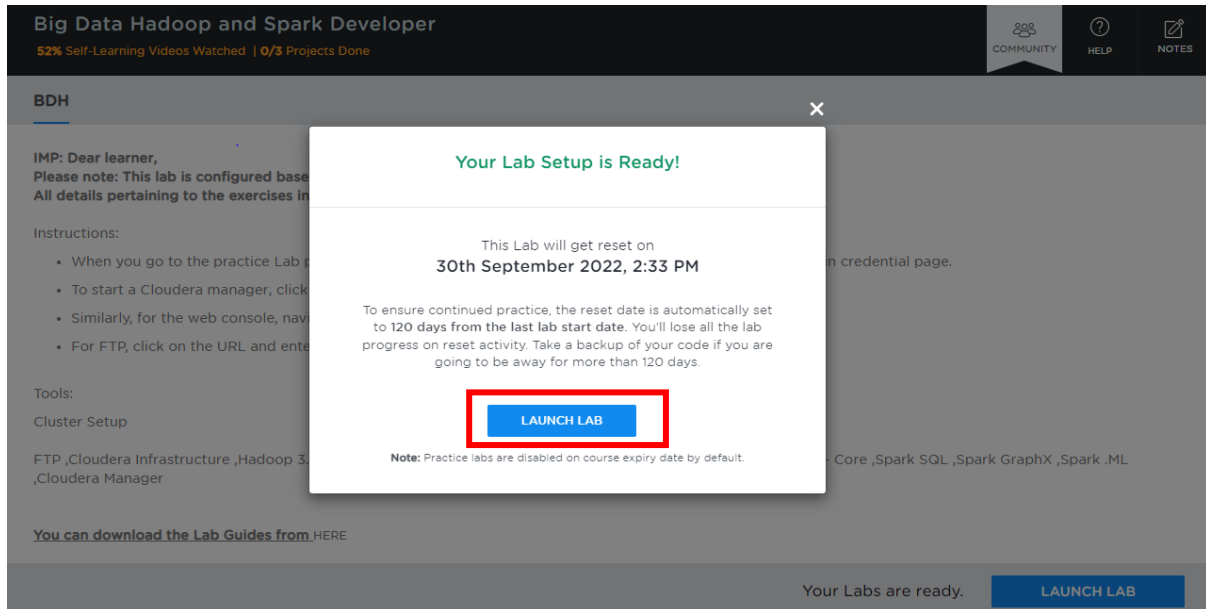 Big Data Hadoop and Spark Developer
52% Self-Learning Videos Watched | 0/3 Projects Done
COMMUNITY
HELP
NOTES
BDH
IMP: Dear learner,
Please note: This lab is configured base
All details pertaining to the exercises in
Instructions:
• When you go to the practice Lab p
n credential page.
• To start a Cloudera manager, click
• Similarly, for the web console, navi
• For FTP, click on the URL and ente
Tools:
Cluster Setup
FTP ,Cloudera Infrastructure ,Hadoop 3.
- Core ,Spark SQL ,Spark GraphX ,Spark .ML
,Cloudera Manager
You can download the Lab Guides from HERE
Your Lab Setup is Ready!
This Lab will get reset on
30th September 2022, 2:33 PM
To ensure continued practice, the reset date is automatically set
to 120 days from the last lab start date. You'll lose all the lab
progress on reset activity. Take a backup of your code if you are
going to be away for more than 120 days.
LAUNCH LAB
Note: Practice labs are disabled on course expiry date by default.
Your Labs are ready.
LAUNCH LAB